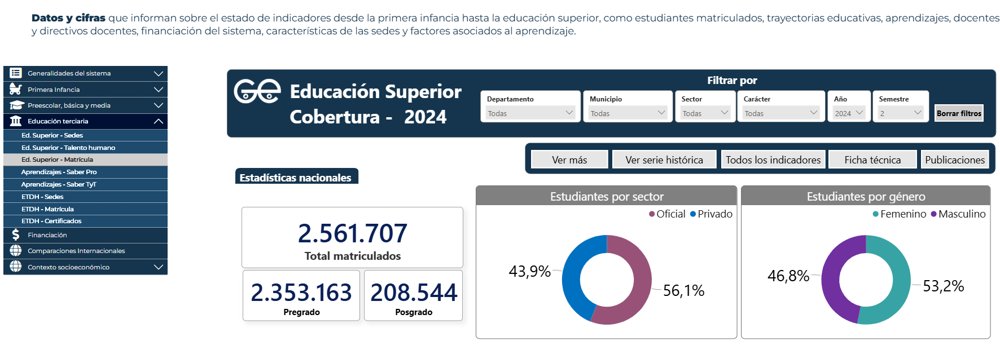 Datos y cifras que informan sobre el estado de indicadores desde la primera infancia hasta la educación superior, como estudiantes matriculados, trayectorias educativas, aprendizajes, docentes
y directivos docentes, financiación del sistema, características de las sedes y factores asociados al aprendizaje.
Generalidades del sistema
Primera Infancia
Preescolar, básica y media
Educación terciaria
Ed. Superior - Sedes
Ed. Superior - Talento humano
Ed. Superior - Matrícula
Aprendizajes - Saber Pro
Aprendizajes - Saber TyT
ETDH - Sedes
ETDH - Matrícula
ETDH - Certificados
Financiación
Comparaciones Internacionales
Contexto socioeconómico
Educación Superior
Cobertura - 2024
Filtrar por
Departamento
Todas
Municipio
Todas
Sector
Todas
Carácter
Todas
Año
2024
Semestre
2
Borrar filtros
Ver más
Ver serie histórica
Todos los indicadores
Ficha técnica
Publicaciones
Estadísticas nacionales
2.561.707
Total matriculados
2.353.163
Pregrado
208.544
Posgrado
Estudiantes por sector
Oficial Privado
43,9%
56,1%
Estudiantes por género
Femenino Masculino
46,8%
53,2%